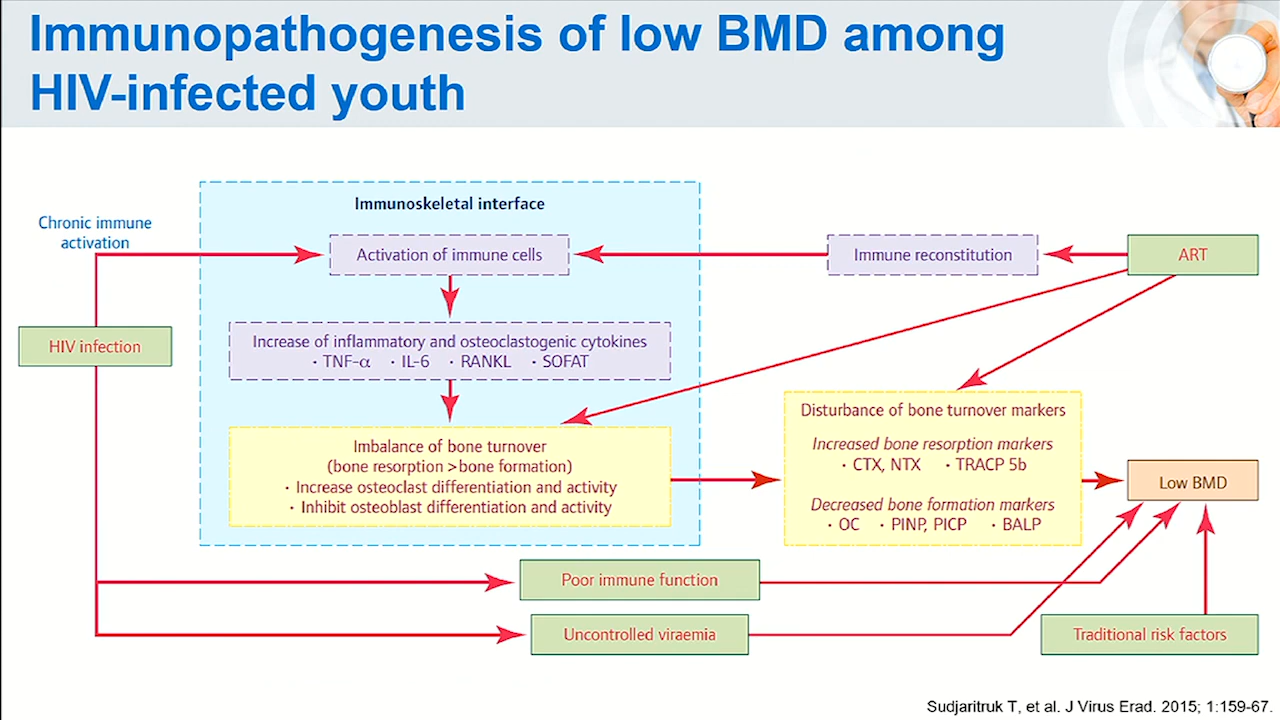 Immunopathogenesis of low BMD among
HIV-infected youth
Immunoskeletal interface
Chronic immune
activation
Activation of immune cells
Immune reconstitution
ART
HIV infection
Increase of inflammatory and osteoclastogenic cytokines
· TNF-α · IL-6 · RANKL · SOFAT
Imbalance of bone turnover
(bone resorption >bone formation)
· Increase osteoclast differentiation and activity
· Inhibit osteoblast differentiation and activity
Disturbance of bone turnover markers
Increased bone resorption markers
· CTX, NTX · TRACP 5b
Decreased bone formation markers
· OC · PINP, PICP · BALP
Low BMD
Poor immune function
Uncontrolled viraemia
Traditional risk factors
Sudjaritruk T, et al. J Virus Erad. 2015; 1:159-67.